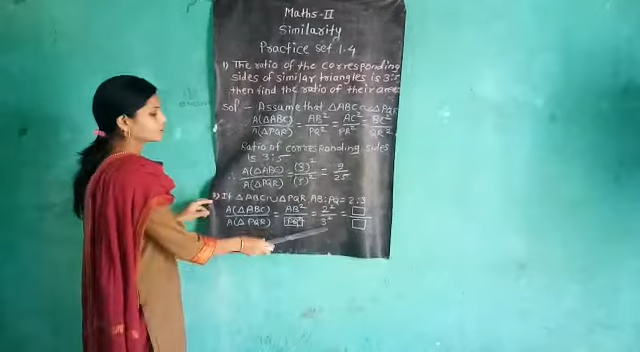 Maths-II
Similarity
Practice Set 1.4
1) The ratio of the corresponding
sides of similar triangles is 3:5
then find the ratio of their areas
Sol - Assume that ΔABC ~ ΔPQR
A(ΔABC)/A(ΔPQR) = AB²/PQ² = AC²/PR² = BC²/QR²
Ratio of corresponding sides
is 3:5
∴ A(ΔABC)/A(ΔPQR) = (3)²/(5)² = 9/25
2) If ΔABC ~ ΔPQR AB:PQ = 2:3
A(ΔABC)/A(ΔPQR) = AB²/PQ² = 2²/3² = □/□